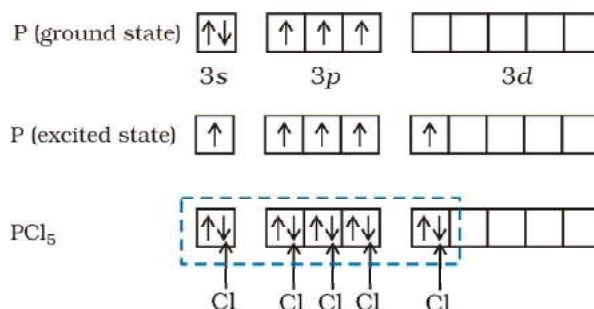 P (ground state)
3s 3p 3d
P (excited state)
PCl₅
Cl Cl Cl Cl Cl